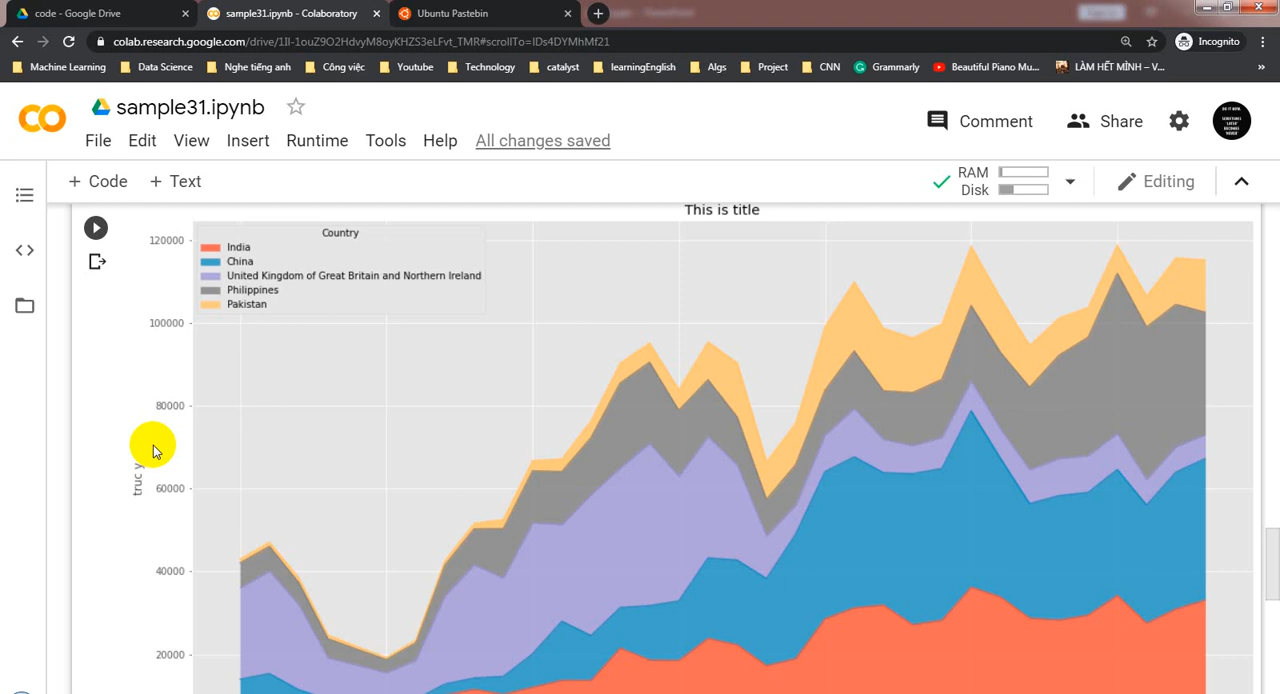 code - Google Drive
sample31.ipynb - Colaboratory
Ubuntu Pastebin
colab.research.google.com/drive/1Il-1ouZ9O2HdvyM8oyKHZS3eLFvt_TMR#scrollTo=IDs4DYMhMf21
Incognito
Machine Learning
Data Science
Nghe tiếng anh
Công việc
Youtube
Technology
catalyst
learningEnglish
Algs
Project
CNN
Grammarly
Beautiful Piano Mu...
LÀM HẾT MÌNH – V...
sample31.ipynb
Comment
Share
File Edit View Insert Runtime Tools Help All changes saved
+ Code + Text
RAM
Disk
Editing
This is title
Country
India
China
United Kingdom of Great Britain and Northern Ireland
Philippines
Pakistan
120000
100000
80000
60000
40000
20000
truc y